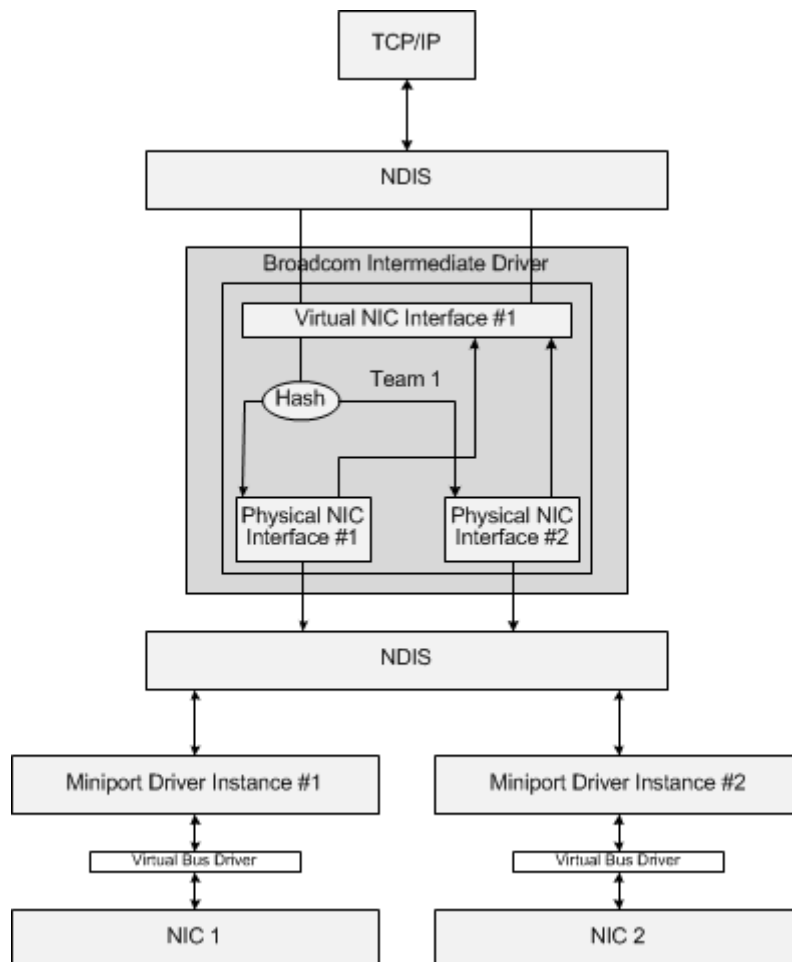 TCP/IP
NDIS
Broadcom Intermediate Driver
Virtual NIC Interface #1
Team 1
Hash
Physical NIC
Interface #1
Physical NIC
Interface #2
NDIS
Miniport Driver Instance #1
Miniport Driver Instance #2
Virtual Bus Driver
Virtual Bus Driver
NIC 1
NIC 2